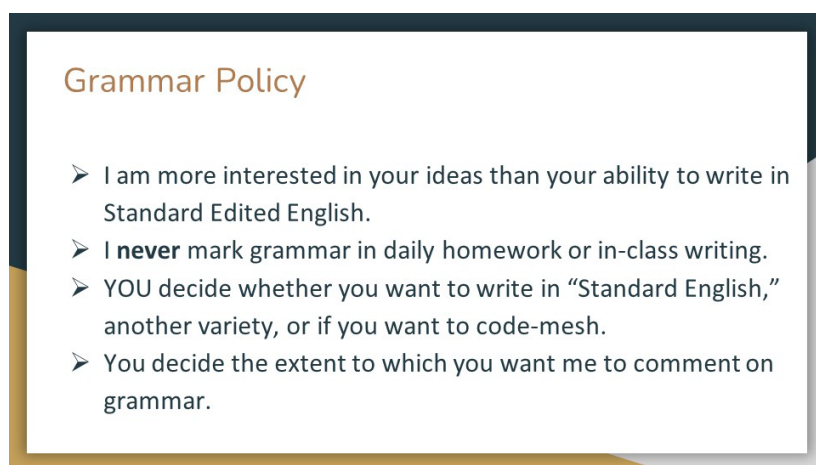 Grammar Policy
➢ I am more interested in your ideas than your ability to write in
Standard Edited English.
➢ I never mark grammar in daily homework or in-class writing.
➢ YOU decide whether you want to write in “Standard English,”
another variety, or if you want to code-mesh.
➢ You decide the extent to which you want me to comment on
grammar.